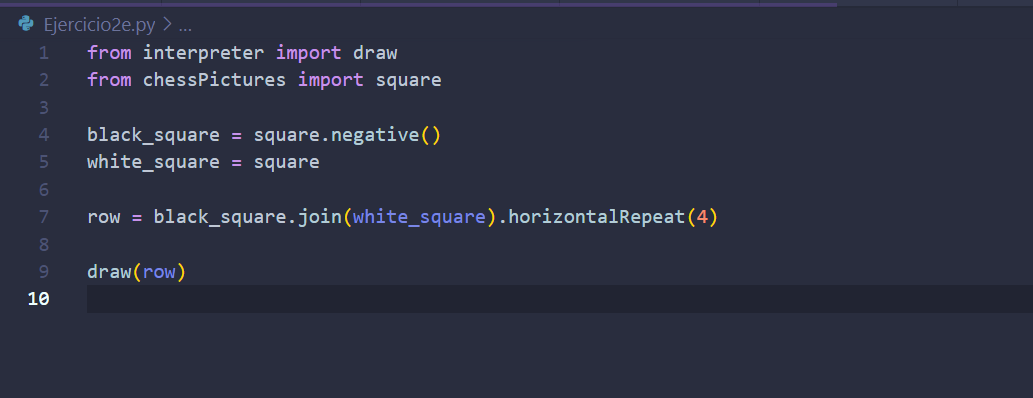 Ejercicio2e.py > ...
1 from interpreter import draw
2 from chessPictures import square
3
4 black_square = square.negative()
5 white_square = square
6
7 row = black_square.join(white_square).horizontalRepeat(4)
8
9 draw(row)
10